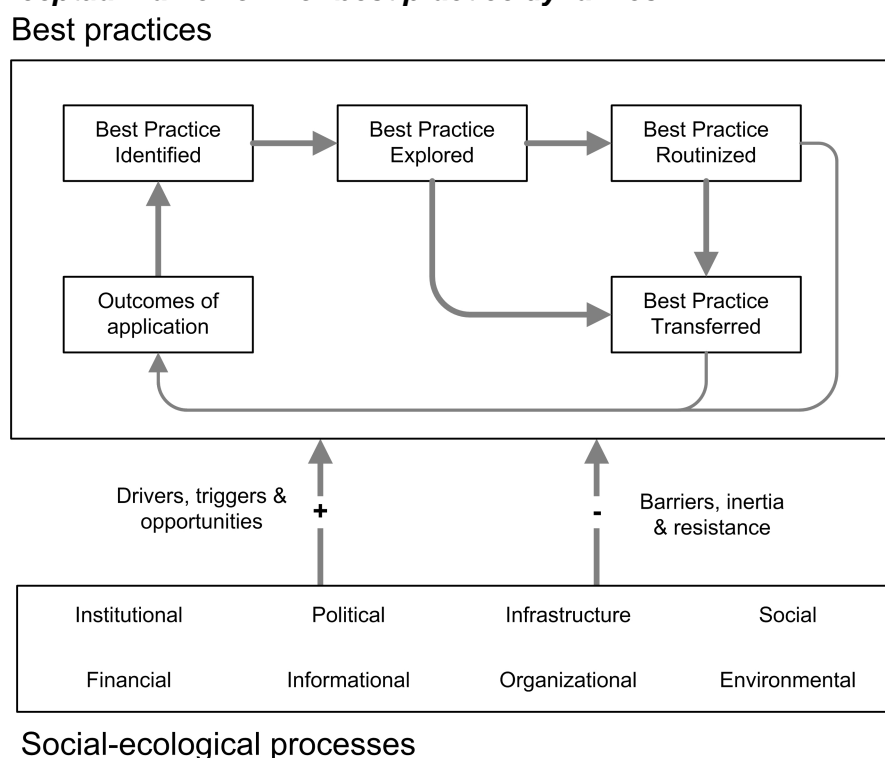 Best practices
Best Practice
Identified
Best Practice
Explored
Best Practice
Routinized
Outcomes of
application
Best Practice
Transferred
Drivers, triggers &
opportunities
+
-
Barriers, inertia
& resistance
Institutional Political Infrastructure Social
Financial Informational Organizational Environmental
Social-ecological processes